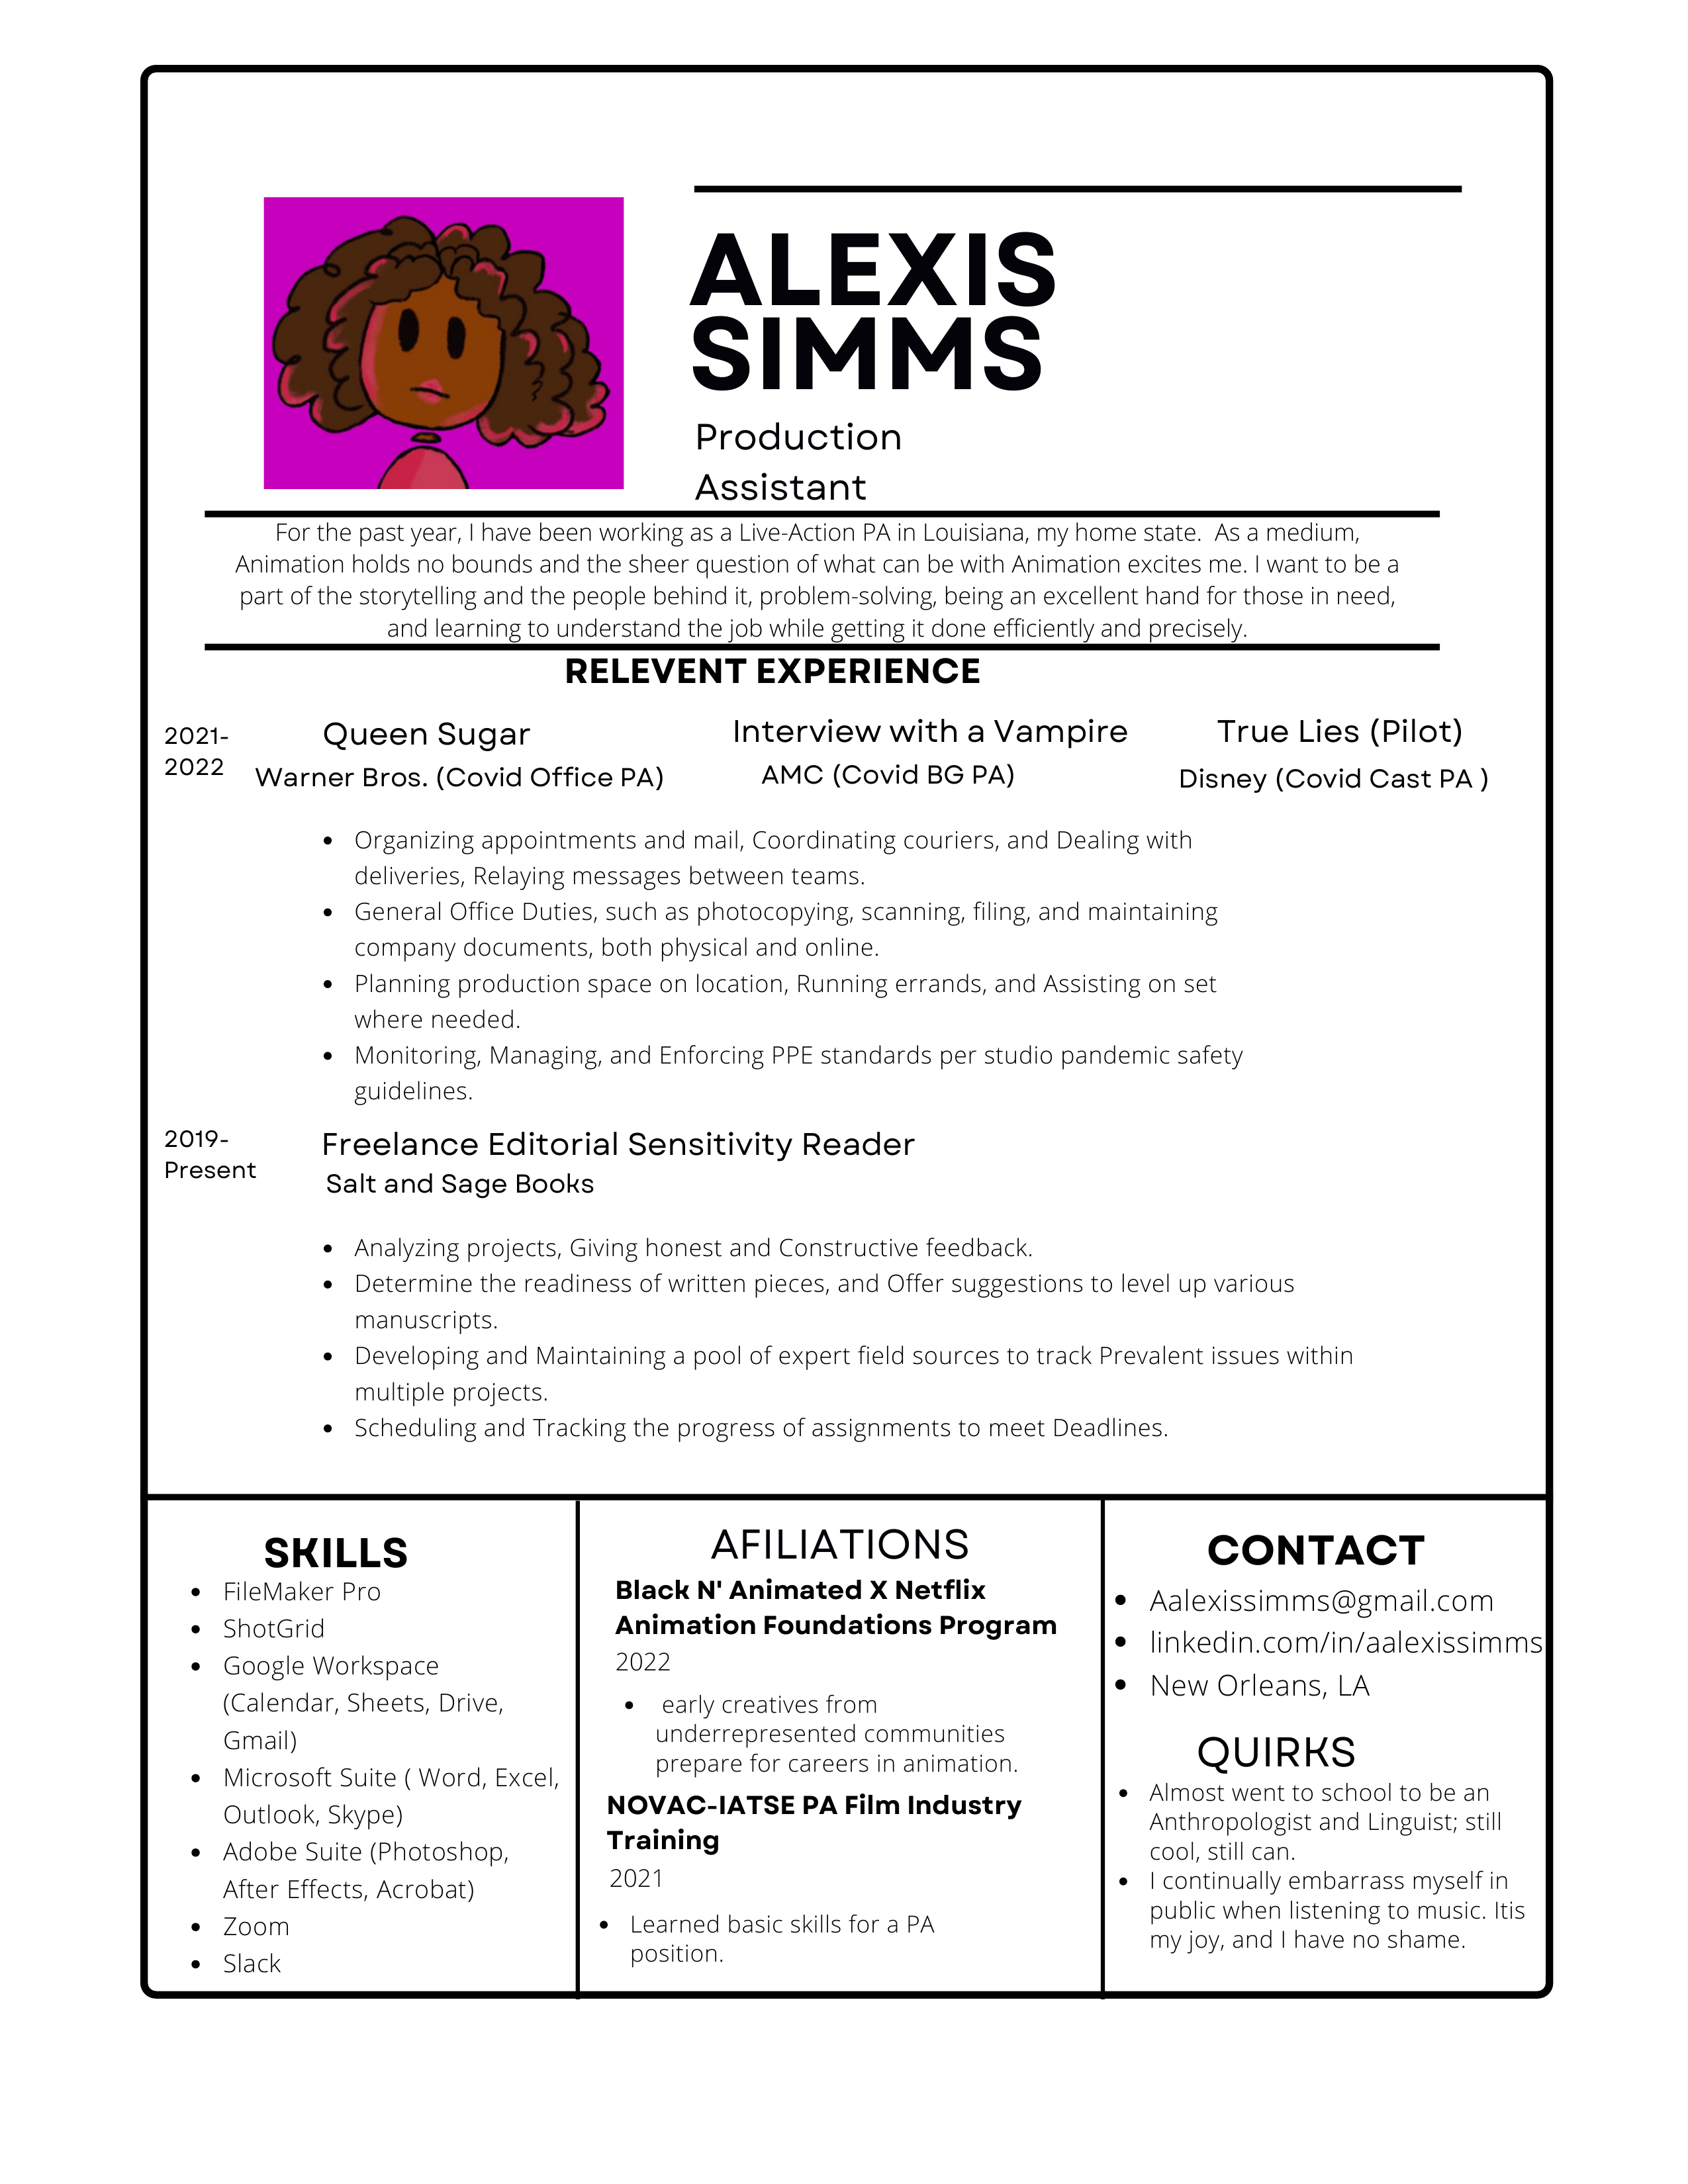 ALEXIS
SIMMS
Production
Assistant
For the past year, I have been working as a Live-Action PA in Louisiana, my home state.  As a medium,
Animation holds no bounds and the sheer question of what can be with Animation excites me. I want to be a
part of the storytelling and the people behind it, problem-solving, being an excellent hand for those in need,
and learning to understand the job while getting it done efficiently and precisely.
RELEVENT EXPERIENCE
2021-
2022
Queen Sugar
Warner Bros. (Covid Office PA)
Interview with a Vampire
AMC (Covid BG PA)
True Lies (Pilot)
Disney (Covid Cast PA )
• Organizing appointments and mail, Coordinating couriers, and Dealing with
deliveries, Relaying messages between teams.
• General Office Duties, such as photocopying, scanning, filing, and maintaining
company documents, both physical and online.
• Planning production space on location, Running errands, and Assisting on set
where needed.
• Monitoring, Managing, and Enforcing PPE standards per studio pandemic safety
guidelines.
2019-
Present
Freelance Editorial Sensitivity Reader
Salt and Sage Books
• Analyzing projects, Giving honest and Constructive feedback.
• Determine the readiness of written pieces, and Offer suggestions to level up various
manuscripts.
• Developing and Maintaining a pool of expert field sources to track Prevalent issues within
multiple projects.
• Scheduling and Tracking the progress of assignments to meet Deadlines.
SKILLS
• FileMaker Pro
• ShotGrid
• Google Workspace
(Calendar, Sheets, Drive,
Gmail)
• Microsoft Suite ( Word, Excel,
Outlook, Skype)
• Adobe Suite (Photoshop,
After Effects, Acrobat)
• Zoom
• Slack
AFILIATIONS
Black N' Animated X Netflix
Animation Foundations Program
2022
• early creatives from
underrepresented communities
prepare for careers in animation.
NOVAC-IATSE PA Film Industry
Training
2021
• Learned basic skills for a PA
position.
CONTACT
• Aalexissimms@gmail.com
• linkedin.com/in/aalexissimms
• New Orleans, LA
QUIRKS
• Almost went to school to be an
Anthropologist and Linguist; still
cool, still can.
• I continually embarrass myself in
public when listening to music. Itis
my joy, and I have no shame.